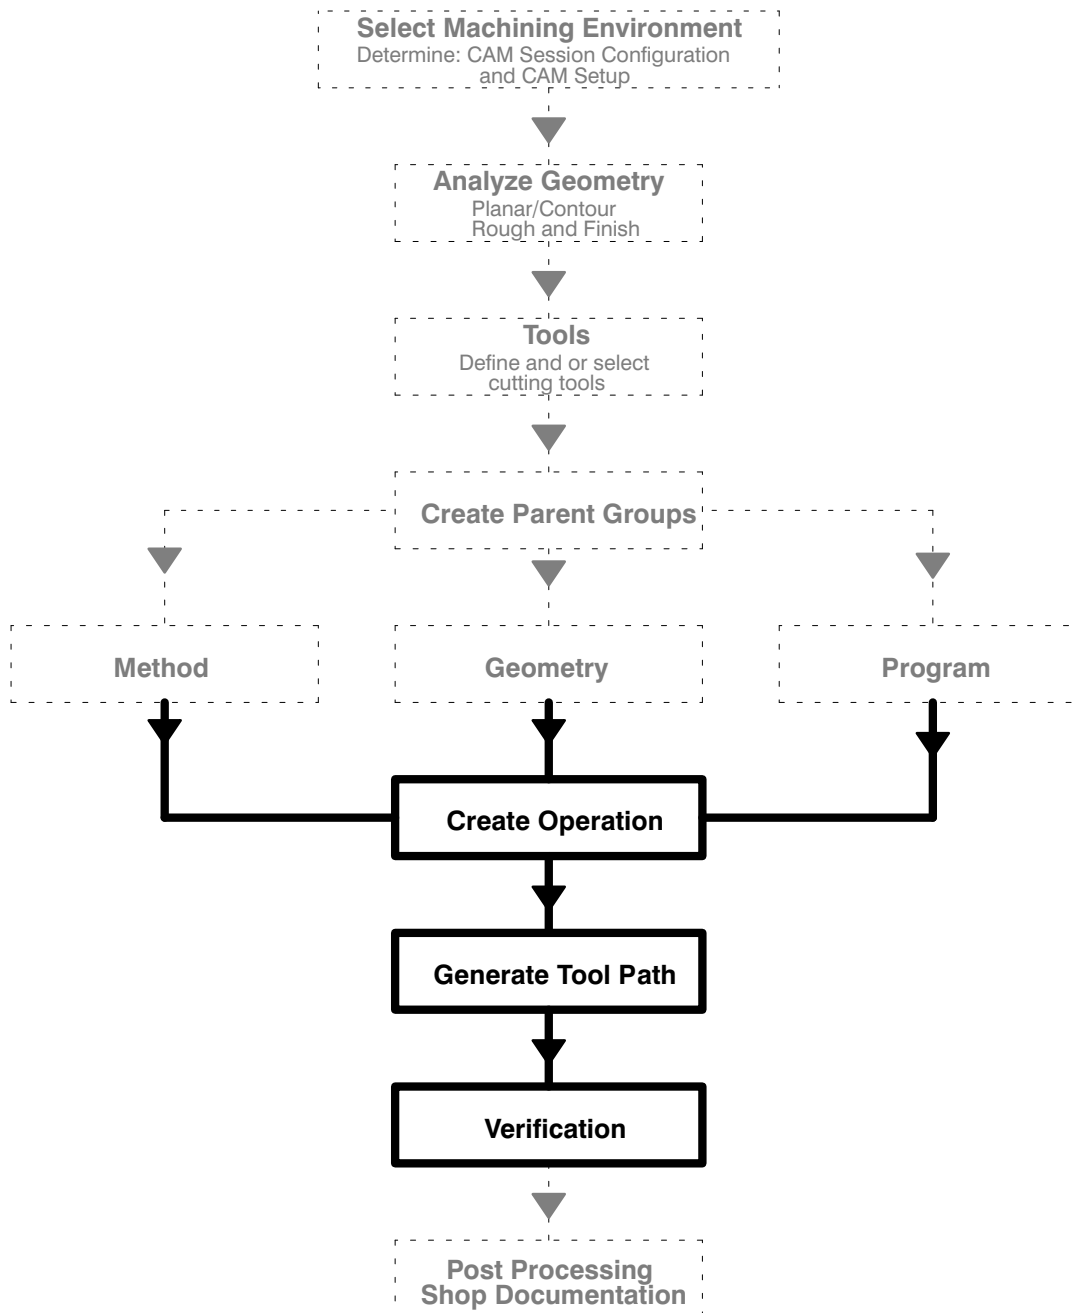 Select Machining Environment
Determine: CAM Session Configuration
and CAM Setup
Analyze Geometry
Planar/Contour
Rough and Finish
Tools
Define and or select
cutting tools
Create Parent Groups
Method
Geometry
Program
Create Operation
Generate Tool Path
Verification
Post Processing
Shop Documentation